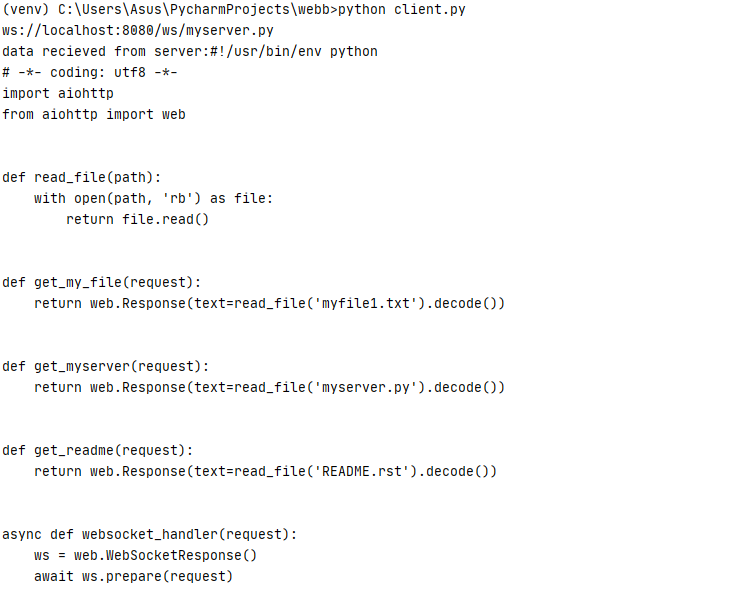 (venv) C:\Users\Asus\PycharmProjects\webb>python client.py
ws://localhost:8080/ws/myserver.py
data recieved from server:#!/usr/bin/env python
# -*- coding: utf8 -*-
import aiohttp
from aiohttp import web
def read_file(path):
    with open(path, 'rb') as file:
        return file.read()
def get_my_file(request):
    return web.Response(text=read_file('myfile1.txt').decode())
def get_myserver(request):
    return web.Response(text=read_file('myserver.py').decode())
def get_readme(request):
    return web.Response(text=read_file('README.rst').decode())
async def websocket_handler(request):
    ws = web.WebSocketResponse()
    await ws.prepare(request)